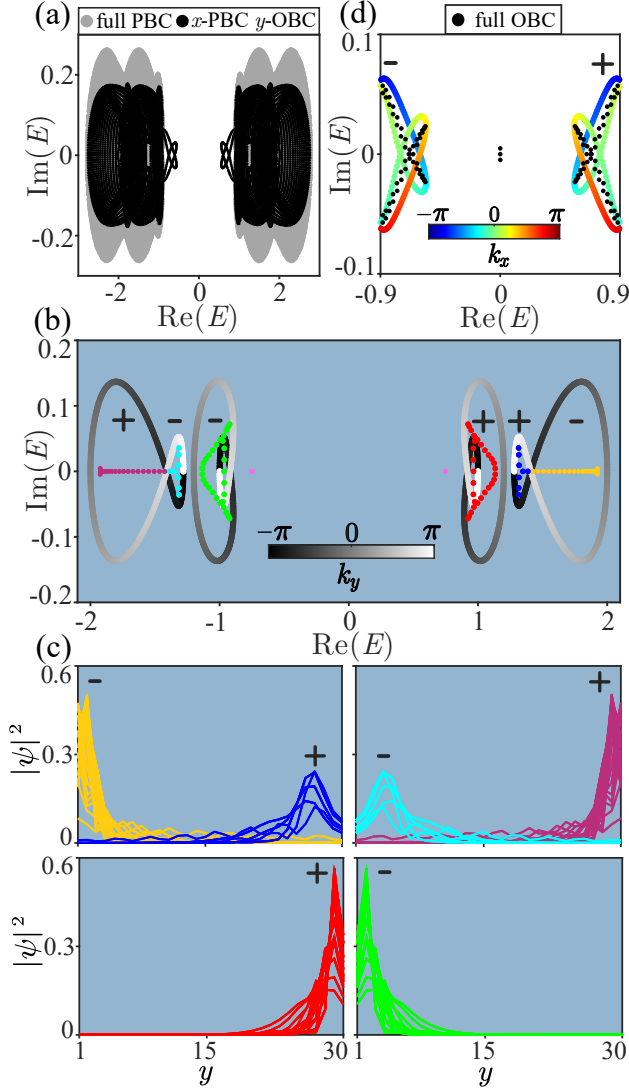 (a)
full PBC x-PBC y-OBC
0.2
0
-0.2
Im(E)
-2 0 2
Re(E)
(d)
full OBC
0.1
0
-0.1
Im(E)
− +
−π 0 π
kx
-0.9 0 0.9
Re(E)
(b)
0.2
0.1
0
-0.1
-0.2
Im(E)
+ − − + + −
−π 0 π
ky
-2 -1 0 1 2
Re(E)
(c)
0.6
0.3
0
|ψ|²
− +
− +
0.6
0.3
0
|ψ|²
+
−
1 15 30
y
1 15 30
y